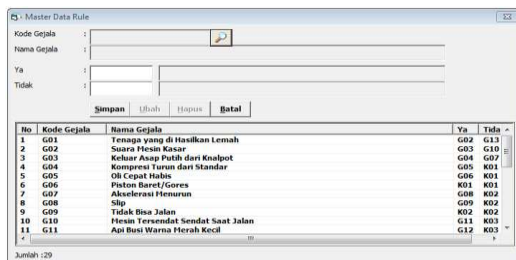 Master Data Rule
Kode Gejala :
Nama Gejala :
Ya :
Tidak :
Simpan Ubah Hapus Batal
No Kode Gejala Nama Gejala Ya Tida
1 G01 Tenaga yang di Hasilkan Lemah G02 G13
2 G02 Suara Mesin Kasar G03 G10
3 G03 Keluar Asap Putih dari Knalpot G04 G07
4 G04 Kompresi Turun dari Standar G05 K01
5 G05 Oli Cepat Habis G06 K01
6 G06 Piston Baret/Gores K01 K01
7 G07 Akselerasi Menurun G08 K02
8 G08 Slip G09 K02
9 G09 Tidak Bisa Jalan K02 K02
10 G10 Mesin Tersendat Sendat Saat Jalan G11 K03
11 G11 Api Busi Warna Merah Kecil G12 K03
Jumlah :29